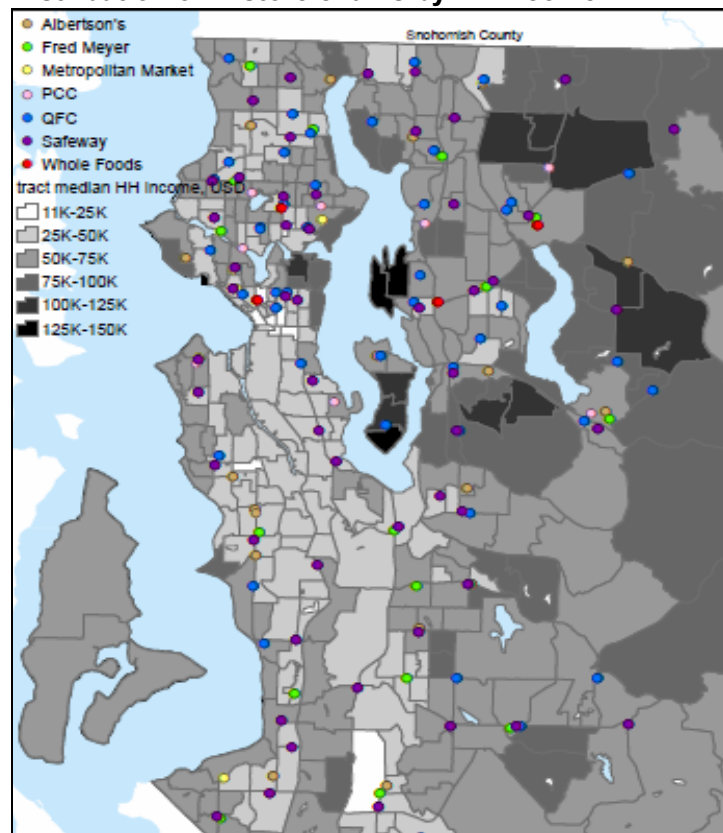 Snohomish County
Albertson's
Fred Meyer
Metropolitan Market
PCC
QFC
Safeway
Whole Foods
tract median HH Income, USD
11K-25K
25K-50K
50K-75K
75K-100K
100K-125K
125K-150K